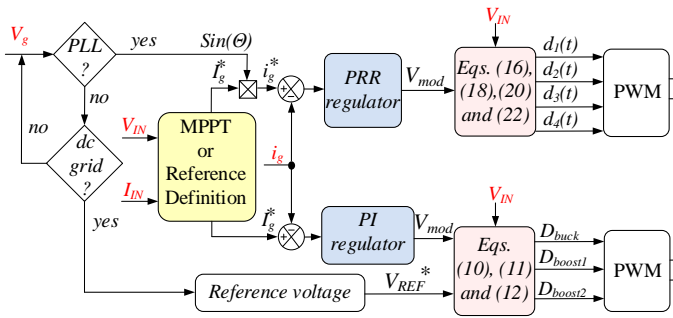 V_g
PLL
?
yes
Sin(Θ)
no
no
dc
grid
?
yes
V_IN
I_IN
MPPT
or
Reference
Definition
I_g^*
i_g^*
i_g
I_g^*
+
-
+
-
PRR
regulator
V_mod
V_IN
Eqs. (16),
(18),(20)
and (22)
d_1(t)
d_2(t)
d_3(t)
d_4(t)
PWM
PI
regulator
V_mod
V_IN
Eqs.
(10), (11)
and (12)
D_buck
D_boost1
D_boost2
PWM
Reference voltage
V_REF^*